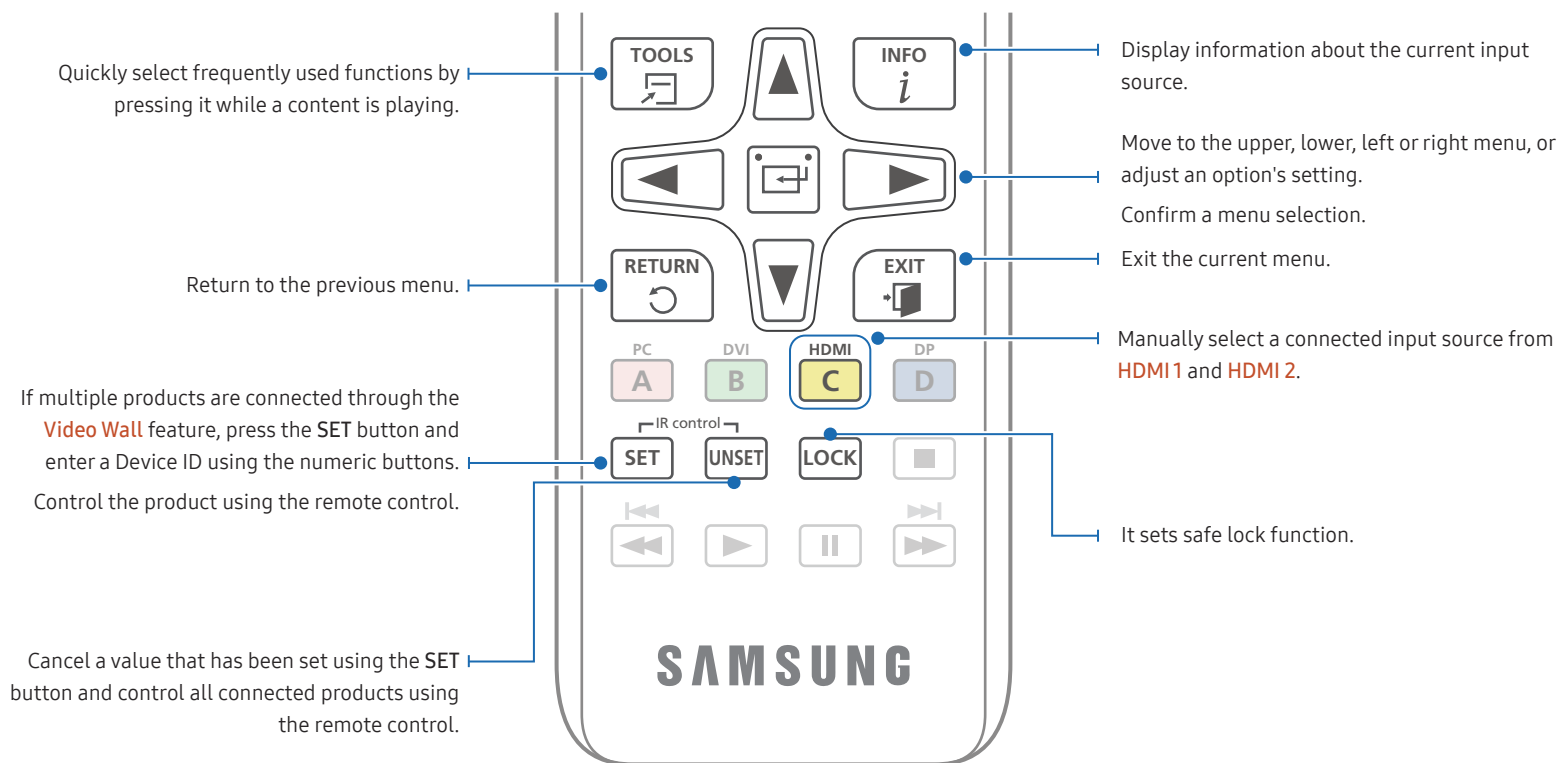 Quickly select frequently used functions by
pressing it while a content is playing.
TOOLS
INFO
i
Display information about the current input
source.
Move to the upper, lower, left or right menu, or
adjust an option's setting.
Confirm a menu selection.
Return to the previous menu.
RETURN
EXIT
Exit the current menu.
PC
DVI
HDMI
DP
A
B
C
D
Manually select a connected input source from
HDMI 1 and HDMI 2.
If multiple products are connected through the
Video Wall feature, press the SET button and
enter a Device ID using the numeric buttons.
Control the product using the remote control.
IR control
SET
UNSET
LOCK
It sets safe lock function.
Cancel a value that has been set using the SET
button and control all connected products using
the remote control.
SAMSUNG